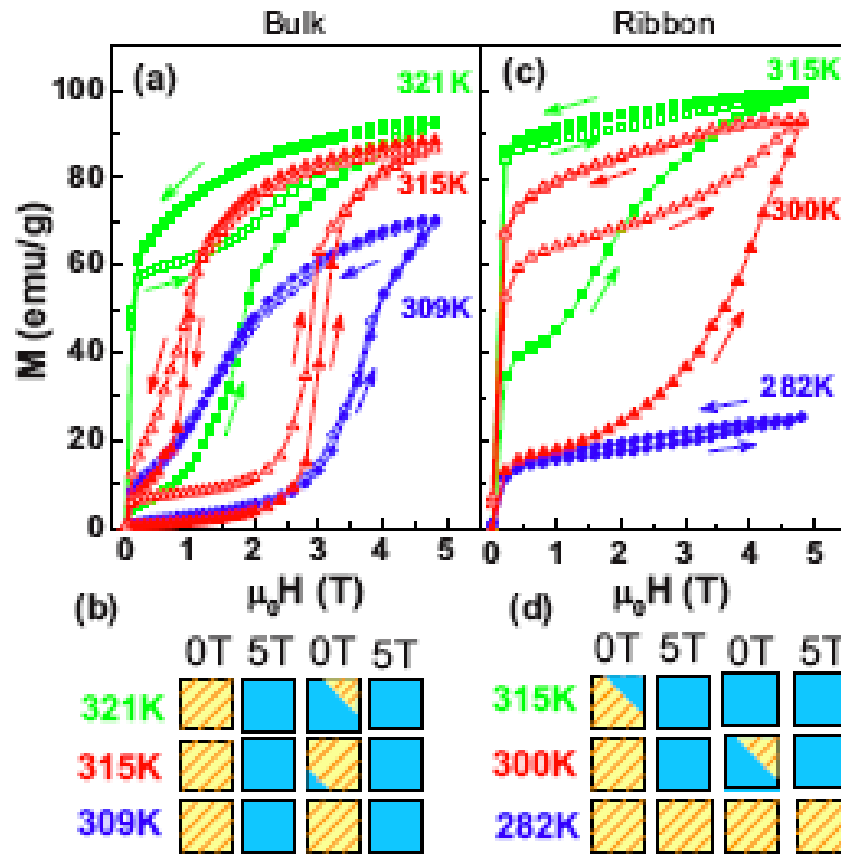 Bulk Ribbon
(a) (c)
321K 315K
315K 300K
309K 282K
M (emu/g)
100
80
60
40
20
0
0 1 2 3 4 5 0 1 2 3 4 5
μ₀H (T) μ₀H (T)
(b) (d)
0T 5T 0T 5T 0T 5T 0T 5T
321K 315K
315K 300K
309K 282K